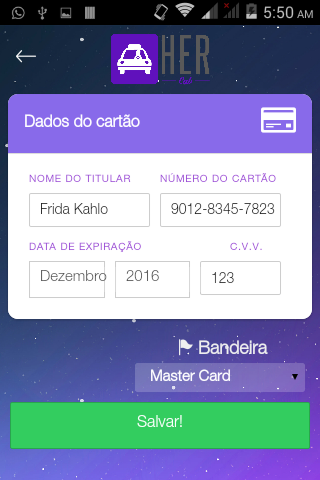 5:50 AM
HER
Dados do cartão
NOME DO TITULAR NÚMERO DO CARTÃO
Frida Kahlo 9012-8345-7823
DATA DE EXPIRAÇÃO C.V.V.
Dezembro 2016 123
Bandeira
Master Card
Salvar!